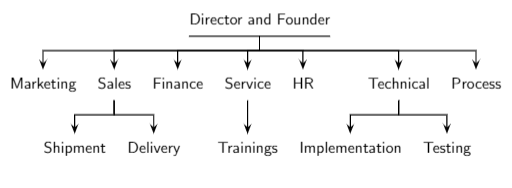 Director and Founder
Marketing Sales Finance Service HR Technical Process
Shipment Delivery Trainings Implementation Testing